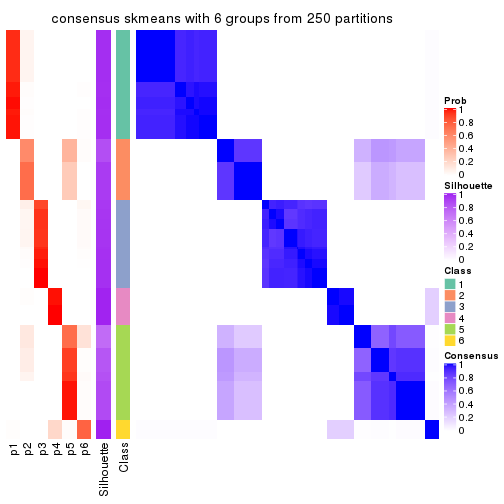 consensus skmeans with 6 groups from 250 partitions
Prob
1
0.8
0.6
0.4
0.2
0
Silhouette
1
0.8
0.6
0.4
0.2
0
Class
1
2
3
4
5
6
Consensus
1
0.8
0.6
0.4
0.2
0
p1
p2
p3
p4
p5
p6
Silhouette
Class